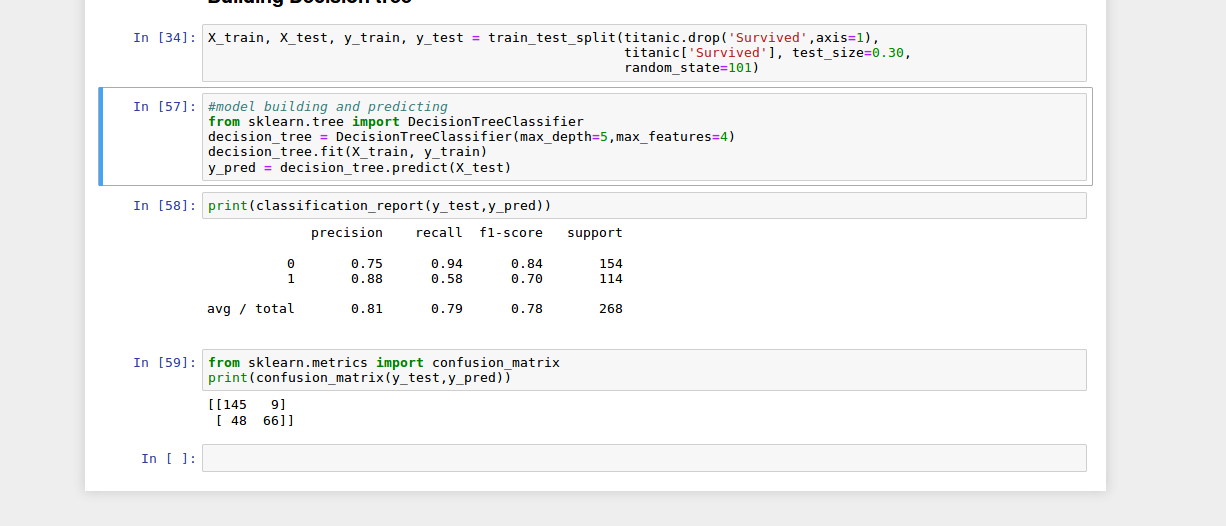 Building Decision tree
In [34]: X_train, X_test, y_train, y_test = train_test_split(titanic.drop('Survived',axis=1),
titanic['Survived'], test_size=0.30,
random_state=101)
In [57]: #model building and predicting
from sklearn.tree import DecisionTreeClassifier
decision_tree = DecisionTreeClassifier(max_depth=5,max_features=4)
decision_tree.fit(X_train, y_train)
y_pred = decision_tree.predict(X_test)
In [58]: print(classification_report(y_test,y_pred))
precision recall f1-score support
0 0.75 0.94 0.84 154
1 0.88 0.58 0.70 114
avg / total 0.81 0.79 0.78 268
In [59]: from sklearn.metrics import confusion_matrix
print(confusion_matrix(y_test,y_pred))
[[145 9]
[ 48 66]]
In [ ]: